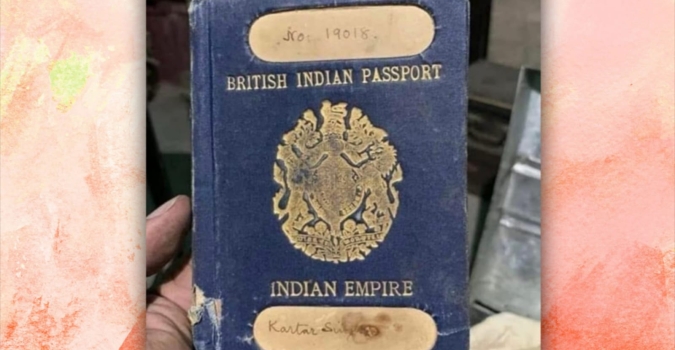 No: 19018.
BRITISH INDIAN PASSPORT
INDIAN EMPIRE
Kartar